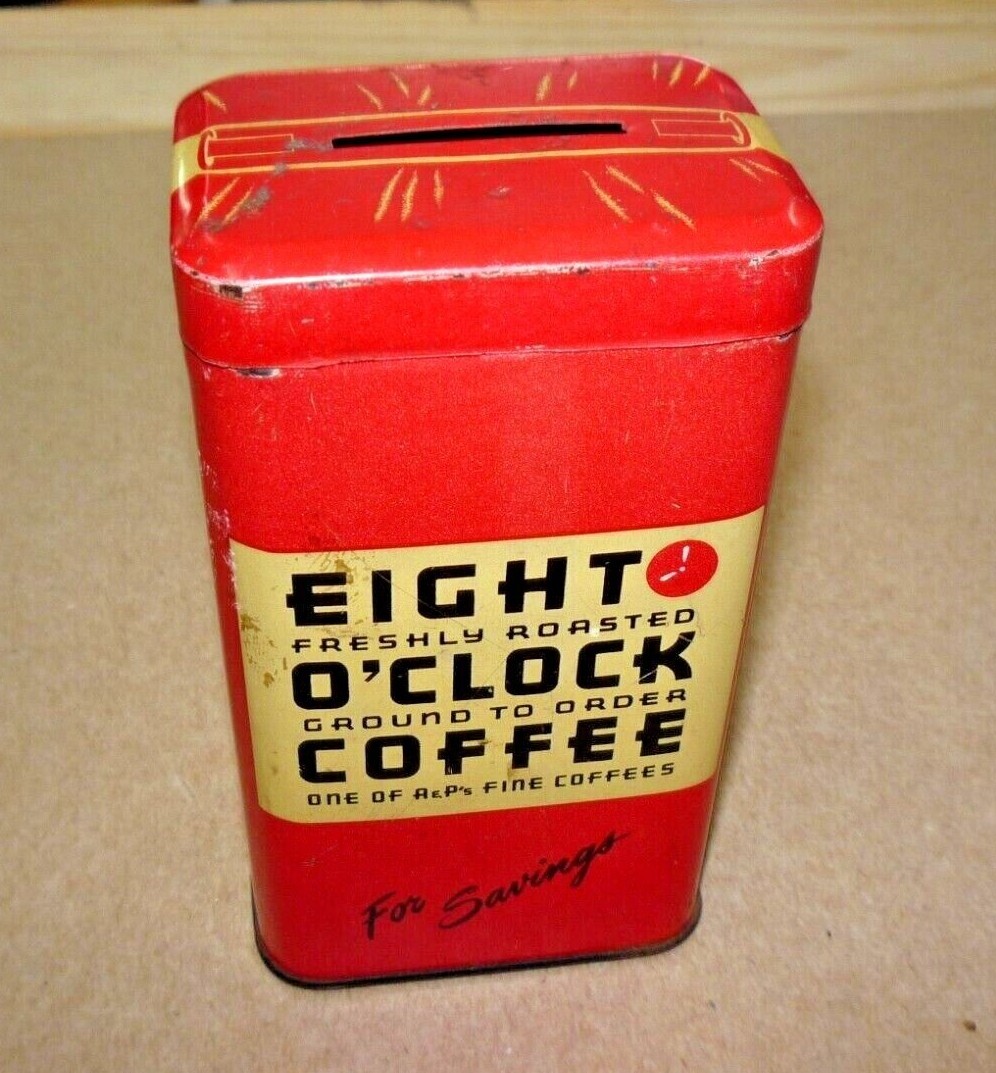 EIGHT
FRESHLY ROASTED
O'CLOCK
GROUND TO ORDER
COFFEE
ONE OF A&P's FINE COFFEES
For Savings